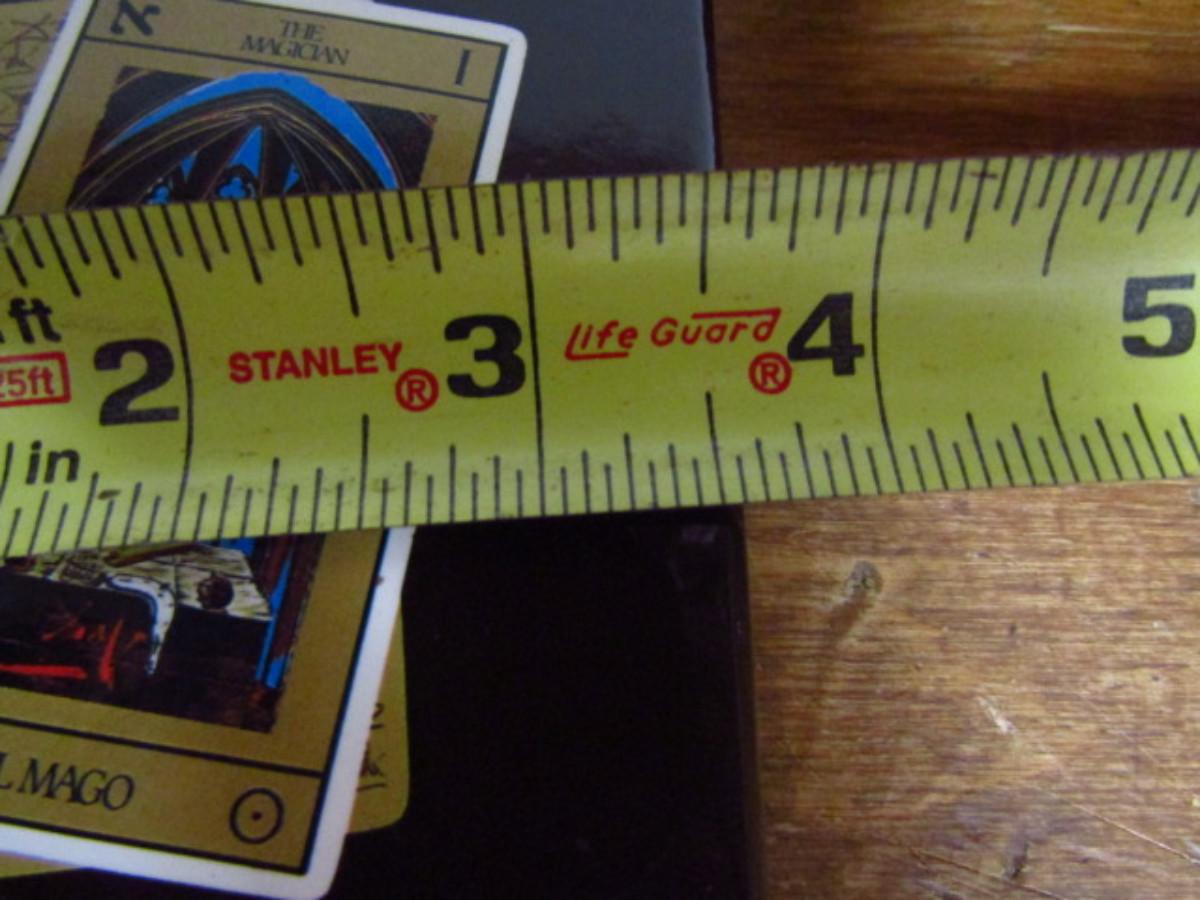 א THE I
MAGICIAN
ft
25ft
2 STANLEY® 3 Life Guard® 4 5
in
L MAGO